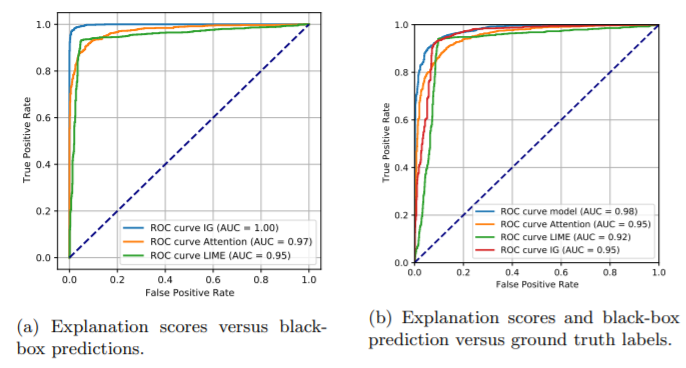 1.0
0.8
0.6
0.4
0.2
0.0
True Positive Rate
0.0 0.2 0.4 0.6 0.8 1.0
False Positive Rate
ROC curve IG (AUC = 1.00)
ROC curve Attention (AUC = 0.97)
ROC curve LIME (AUC = 0.95)
(a) Explanation scores versus black-
box predictions.
1.0
0.8
0.6
0.4
0.2
0.0
True Positive Rate
0.0 0.2 0.4 0.6 0.8 1.0
False Positive Rate
ROC curve model (AUC = 0.98)
ROC curve Attention (AUC = 0.95)
ROC curve LIME (AUC = 0.92)
ROC curve IG (AUC = 0.95)
(b) Explanation scores and black-box
prediction versus ground truth labels.